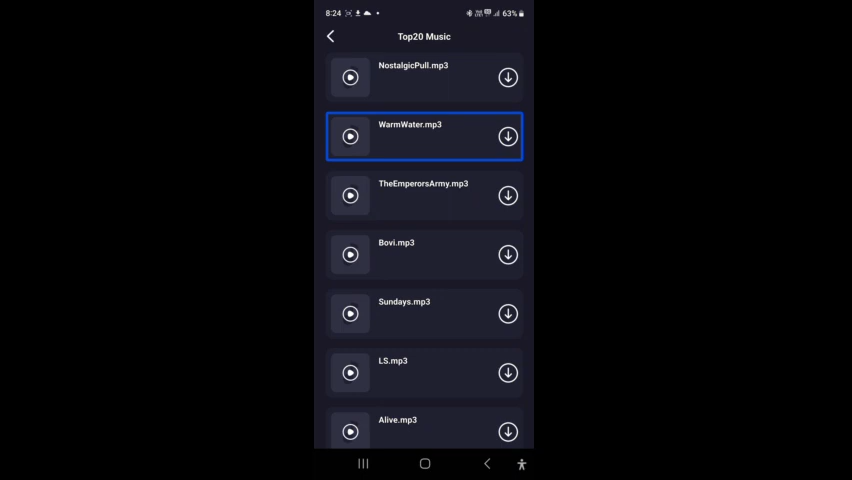 8:24
63%
Top20 Music
NostalgicPull.mp3
WarmWater.mp3
TheEmperorsArmy.mp3
Bovi.mp3
Sundays.mp3
LS.mp3
Alive.mp3